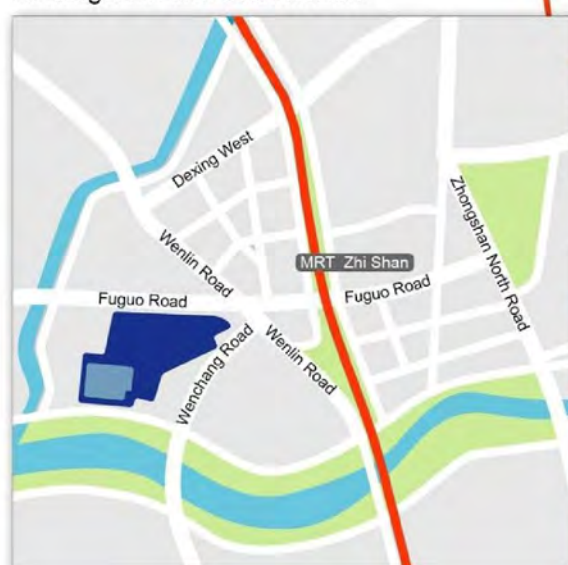 Dexing West
Zhongshan North Road
Wenlin Road
MRT Zhi Shan
Fuguo Road
Fuguo Road
Wenlin Road
Wenchang Road